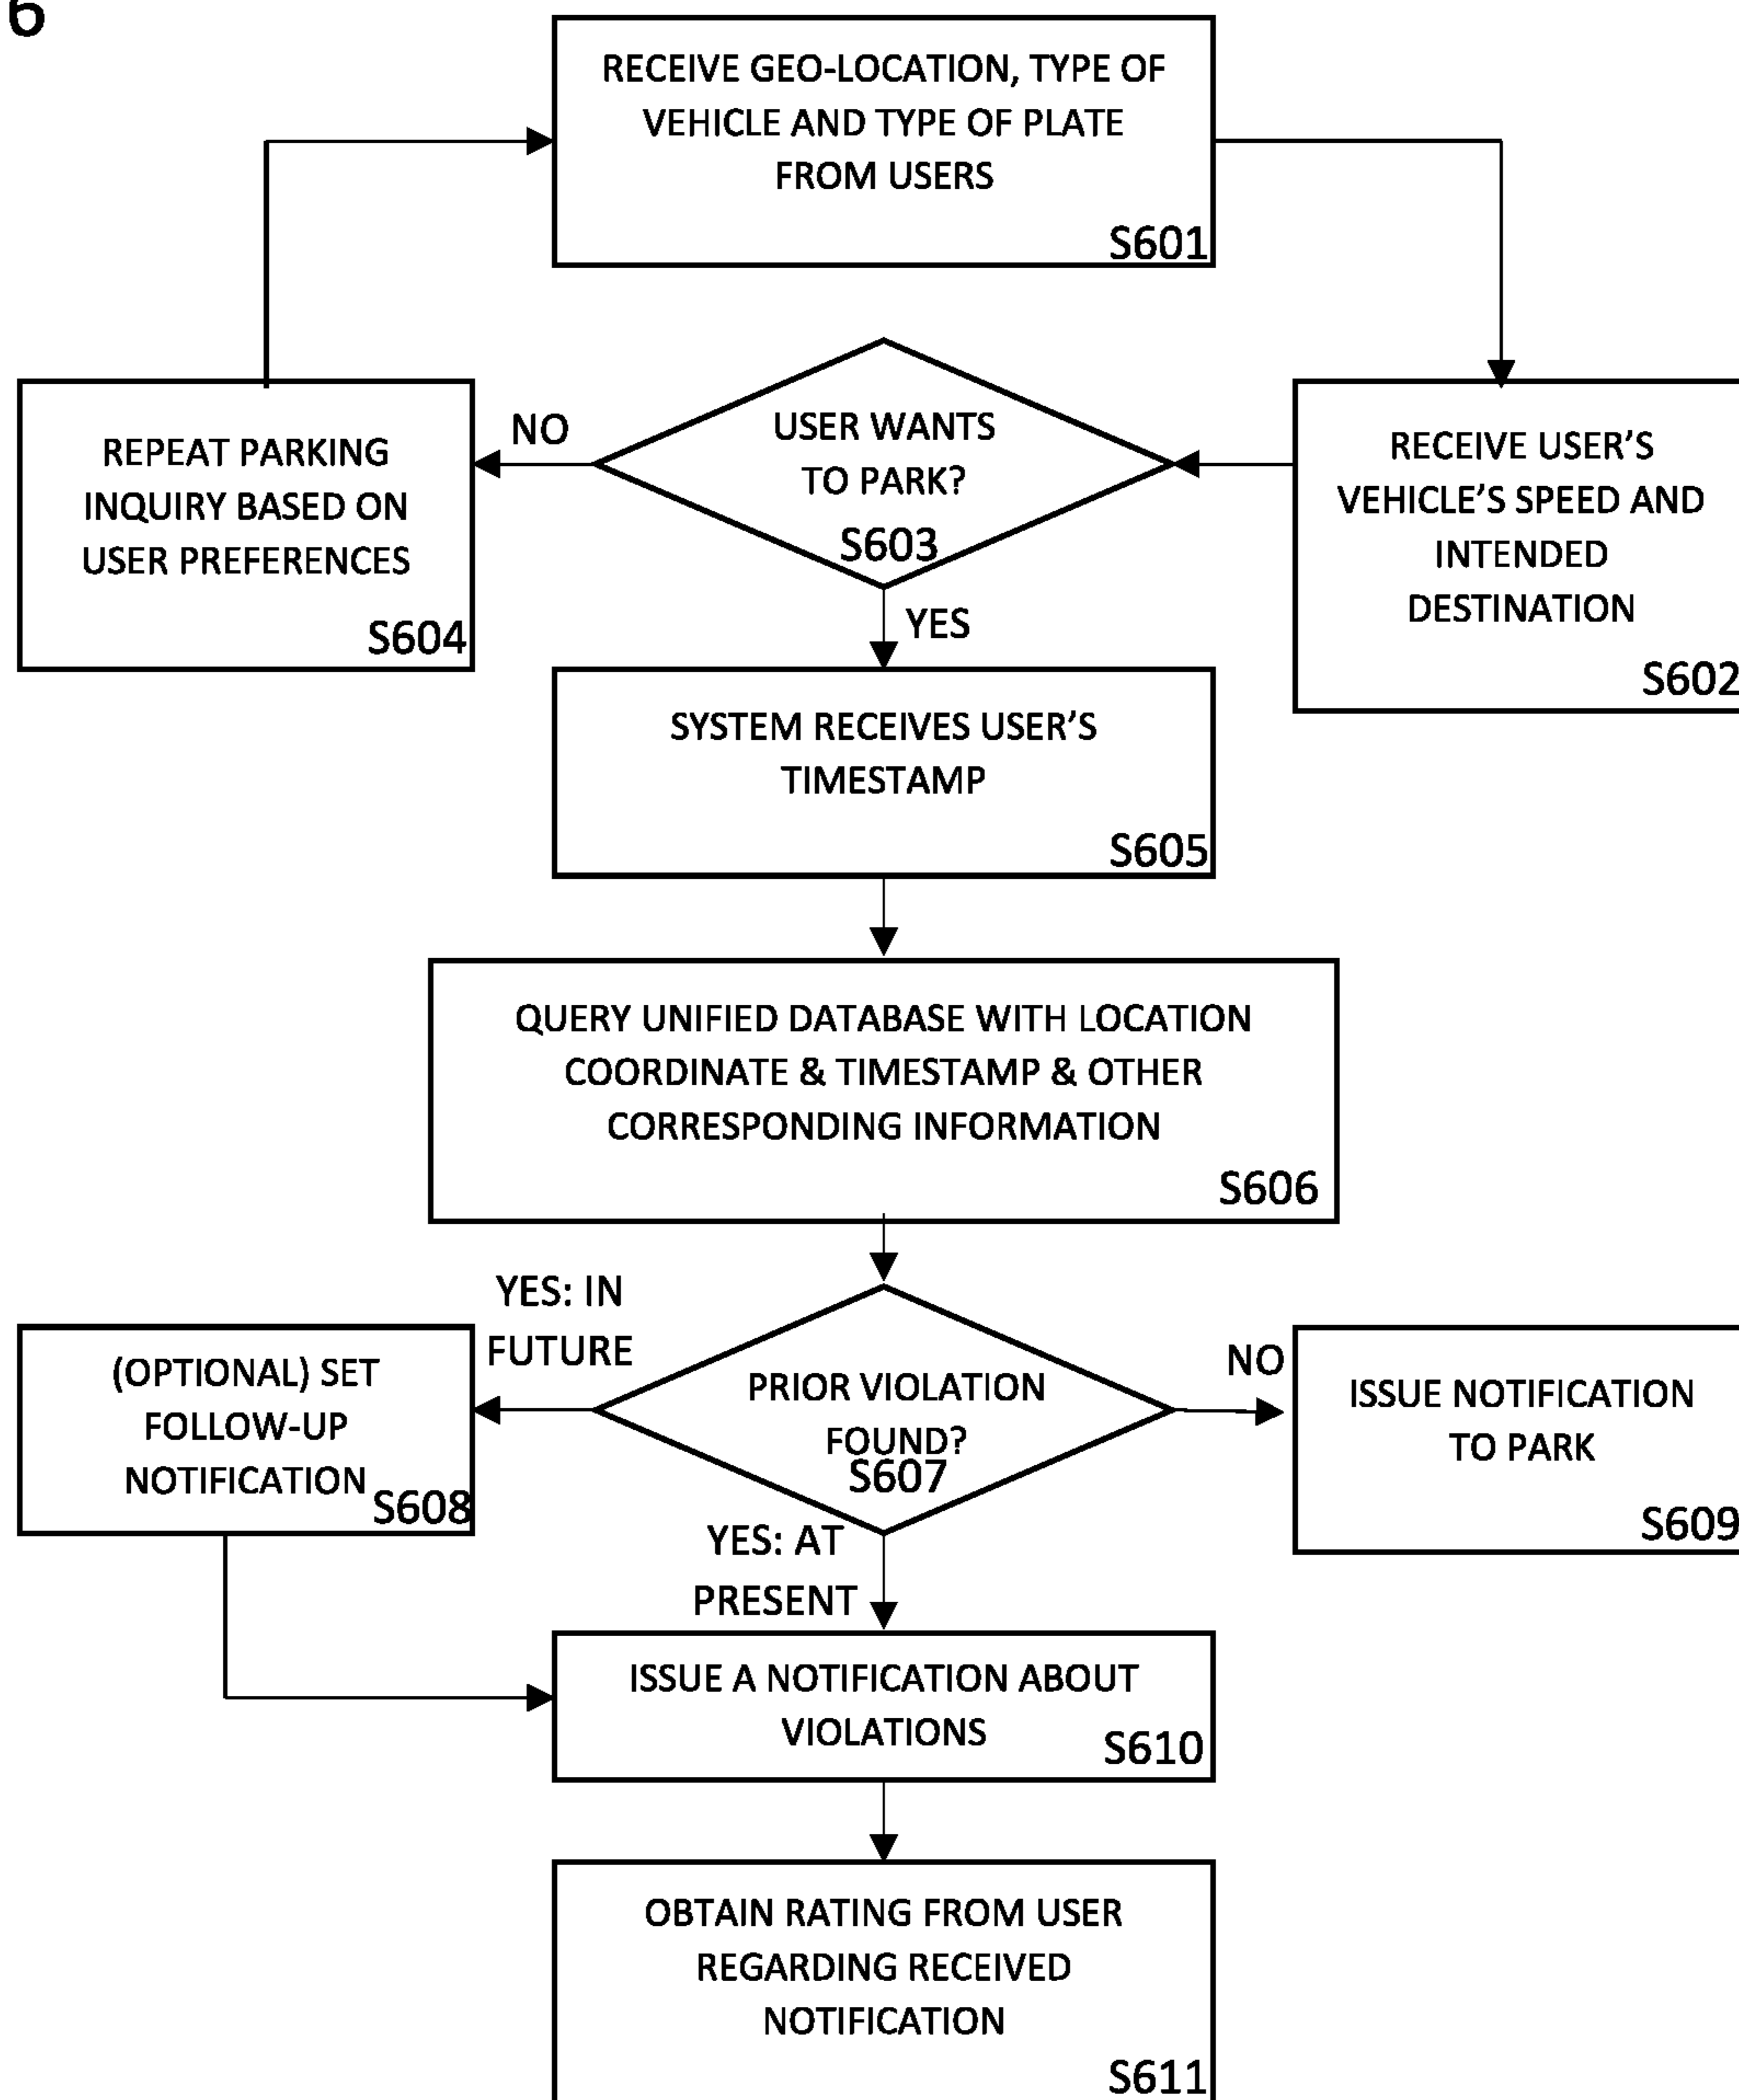 6
RECEIVE GEO-LOCATION, TYPE OF
VEHICLE AND TYPE OF PLATE
FROM USERS
S601
REPEAT PARKING
INQUIRY BASED ON
USER PREFERENCES
S604
NO
USER WANTS
TO PARK?
S603
YES
RECEIVE USER'S
VEHICLE'S SPEED AND
INTENDED
DESTINATION
S602
SYSTEM RECEIVES USER'S
TIMESTAMP
S605
QUERY UNIFIED DATABASE WITH LOCATION
COORDINATE & TIMESTAMP & OTHER
CORRESPONDING INFORMATION
S606
YES: IN
FUTURE
(OPTIONAL) SET
FOLLOW-UP
NOTIFICATION
S608
PRIOR VIOLATION
FOUND?
S607
NO
ISSUE NOTIFICATION
TO PARK
S609
YES: AT
PRESENT
ISSUE A NOTIFICATION ABOUT
VIOLATIONS
S610
OBTAIN RATING FROM USER
REGARDING RECEIVED
NOTIFICATION
S611